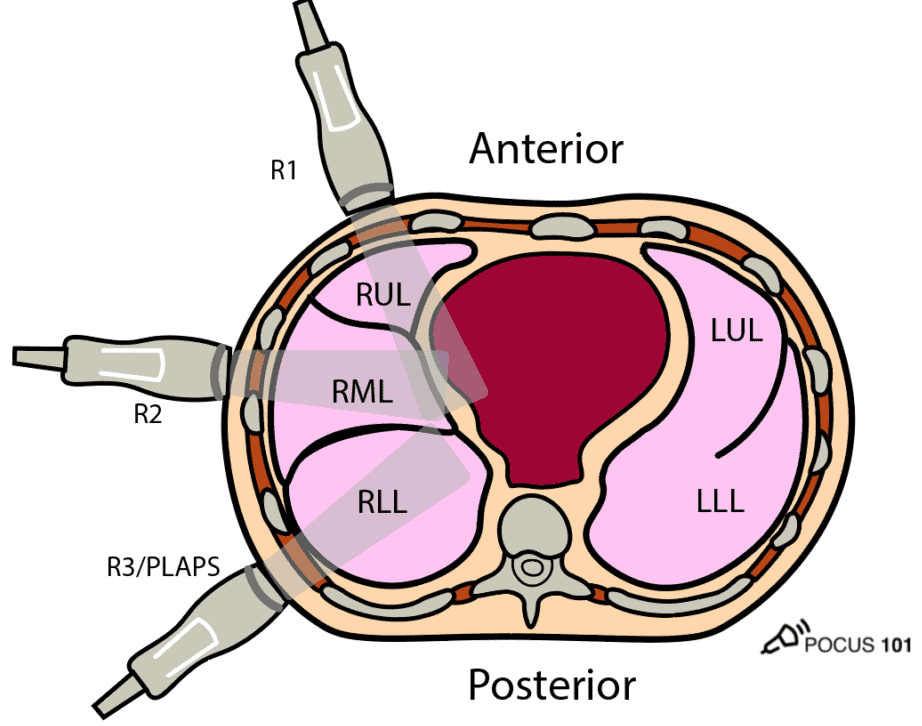 Anterior
R1
RUL
LUL
RML
R2
RLL
LLL
R3/PLAPS
POCUS 101
Posterior